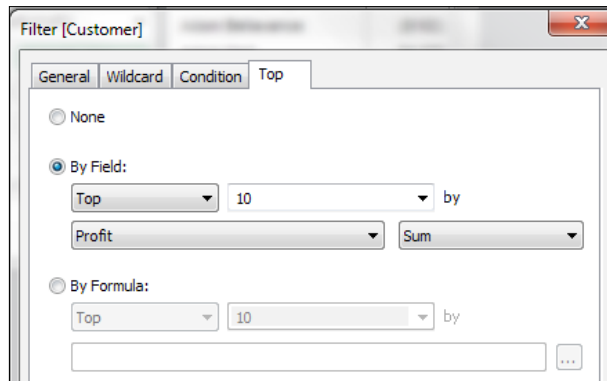 Filter [Customer]
General Wildcard Condition Top
None
By Field:
Top 10 by
Profit Sum
By Formula:
Top 10 by
...